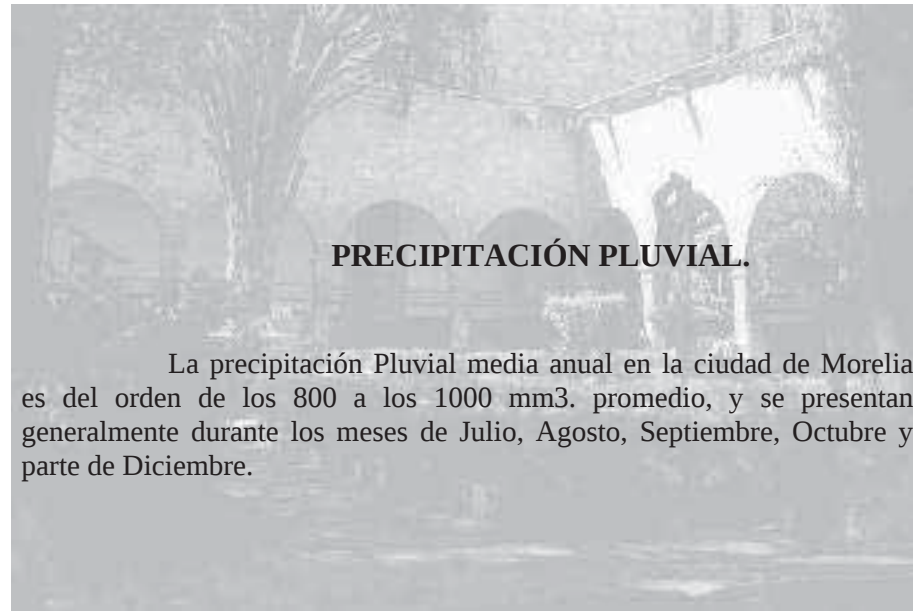 PRECIPITACIÓN PLUVIAL.
La precipitación Pluvial media anual en la ciudad de Morelia
es del orden de los 800 a los 1000 mm3. promedio, y se presentan
generalmente durante los meses de Julio, Agosto, Septiembre, Octubre y
parte de Diciembre.